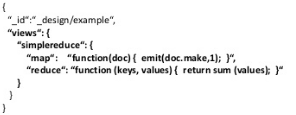 {
"_id":"_design/example",
"views": {
"simplereduce": {
"map":   "function(doc) {  emit(doc.make,1);  }",
"reduce": "function (keys, values) {  return sum (values);  }"
}
}
}